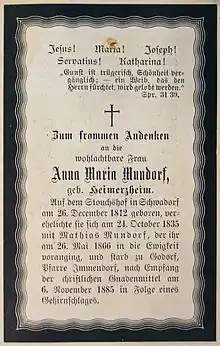 Jesus! Maria! Joseph!
Servatius! Katharina!
„Gunst ist trügerisch, Schönheit ver-
gänglich; — ein Weib, das den
Herrn fürchtet, wird gelobt werden."
Spr. 31 30.
Zum frommen Andenken
an die
wohlachtbare Frau
Anna Maria Mundorf,
geb. Heimerzheim.
Auf dem Stouchshof in Schwadorf
am 26. December 1812 geboren, ver-
ehelichte sie sich am 24. October 1835
mit Mathias Mundorf, der ihr
am 26. Mai 1866 in die Ewigkeit
voranging, und starb zu Godorf,
Pfarre Immendorf, nach Empfang
der christlichen Gnadenmittel am
6. November 1885 in Folge eines
Gehirnschlages.